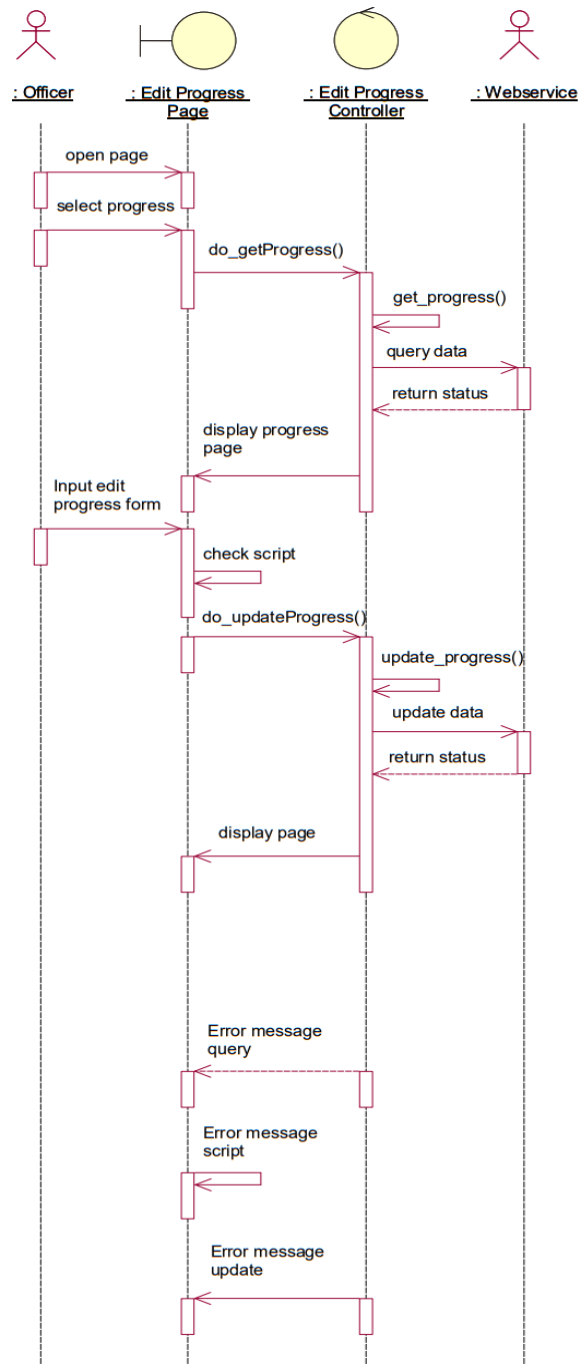 : Officer
: Edit Progress
Page
: Edit Progress
Controller
: Webservice
open page
select progress
do_getProgress()
get_progress()
query data
return status
display progress
page
Input edit
progress form
check script
do_updateProgress()
update_progress()
update data
return status
display page
Error message
query
Error message
script
Error message
update